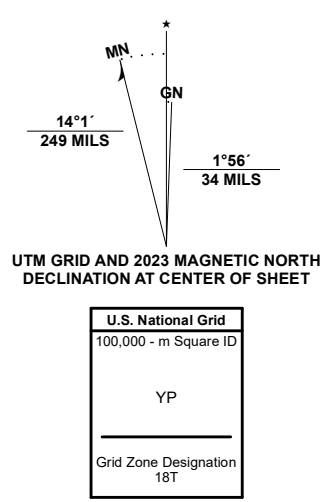 MN
GN
14°1´
249 MILS
1°56´
34 MILS
UTM GRID AND 2023 MAGNETIC NORTH
DECLINATION AT CENTER OF SHEET
U.S. National Grid
100,000 - m Square ID
YP
Grid Zone Designation
18T